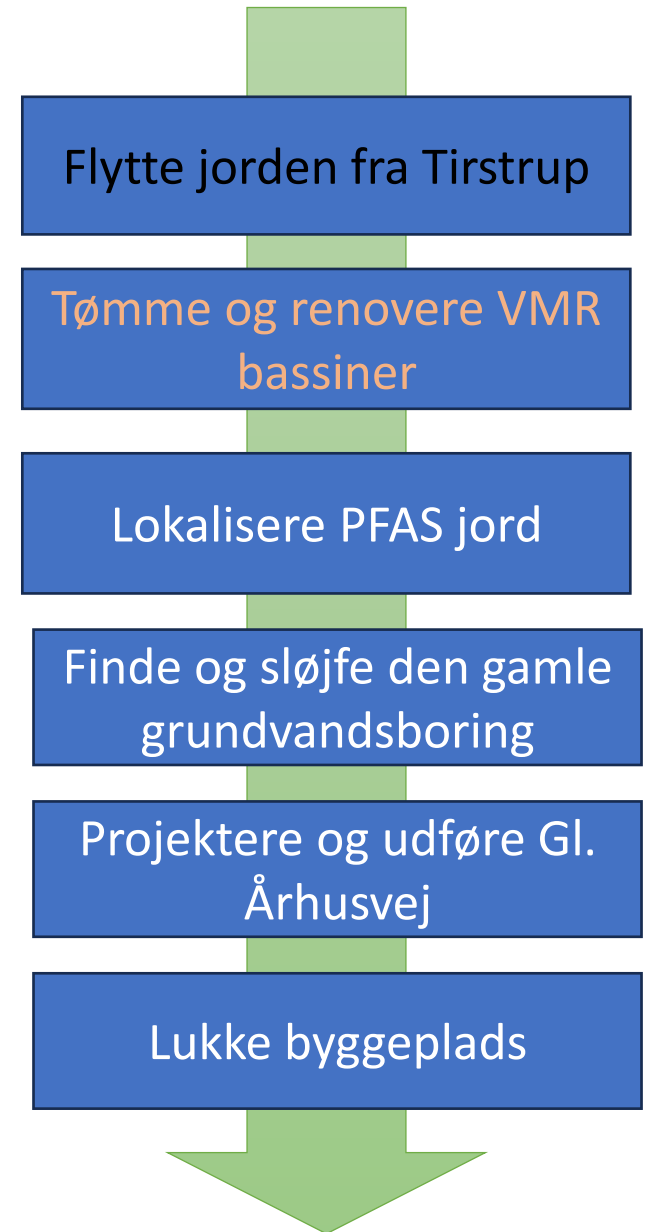 Flytte jorden fra Tirstrup
Tømme og renovere VMR
bassiner
Lokalisere PFAS jord
Finde og sløjfe den gamle
grundvandsboring
Projektere og udføre Gl.
Århusvej
Lukke byggeplads